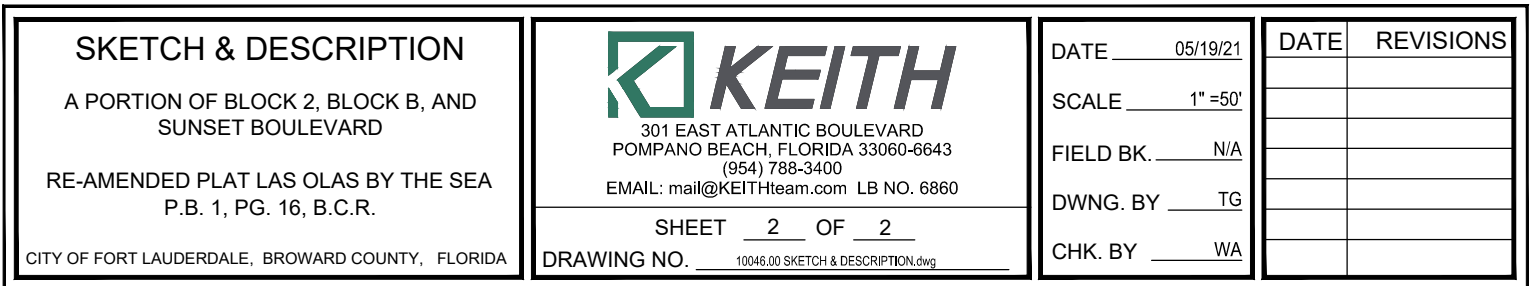 SKETCH & DESCRIPTION
A PORTION OF BLOCK 2, BLOCK B, AND
SUNSET BOULEVARD
RE-AMENDED PLAT LAS OLAS BY THE SEA
P.B. 1, PG. 16, B.C.R.
CITY OF FORT LAUDERDALE, BROWARD COUNTY, FLORIDA
KEITH
301 EAST ATLANTIC BOULEVARD
POMPANO BEACH, FLORIDA 33060-6643
(954) 788-3400
EMAIL: mail@KEITHteam.com LB NO. 6860
SHEET 2 OF 2
DRAWING NO. 10046.00 SKETCH & DESCRIPTION.dwg
DATE 05/19/21
SCALE 1" =50'
FIELD BK. N/A
DWNG. BY TG
CHK. BY WA
DATE REVISIONS